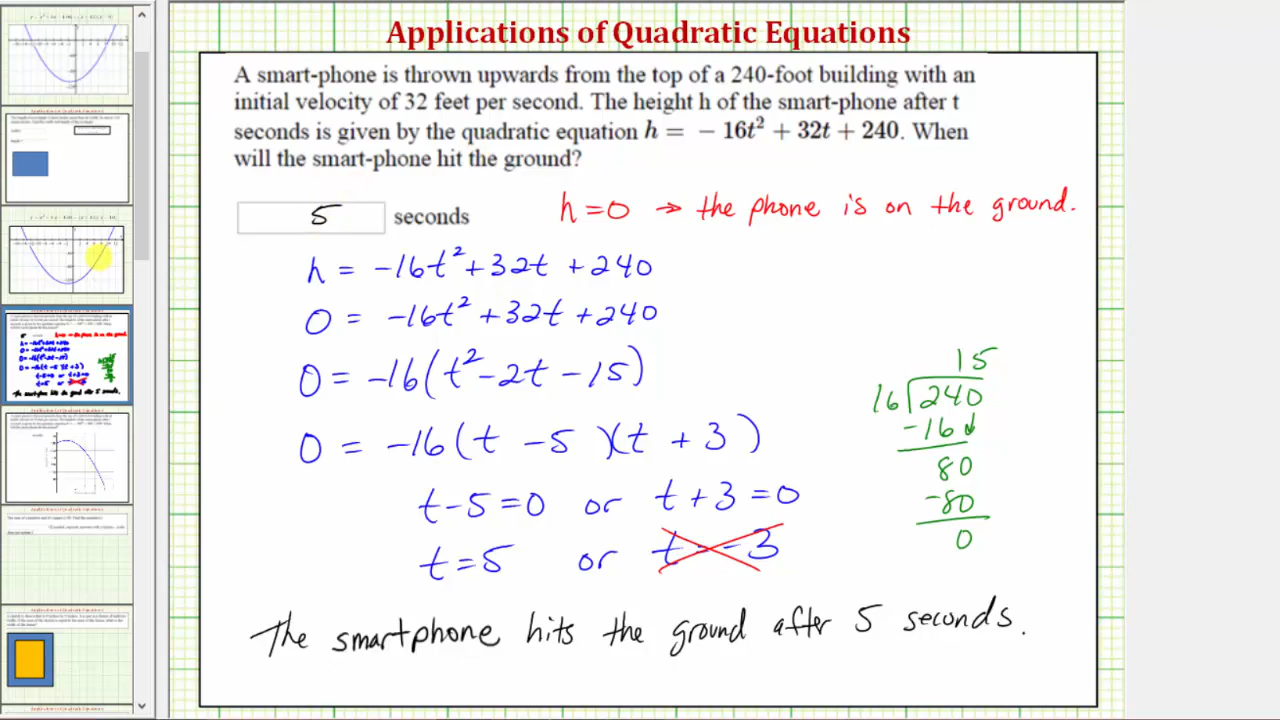 Applications of Quadratic Equations
A smart-phone is thrown upwards from the top of a 240-foot building with an
initial velocity of 32 feet per second. The height h of the smart-phone after t
seconds is given by the quadratic equation h = − 16t² + 32t + 240. When
will the smart-phone hit the ground?
5 seconds
h = 0 → the phone is on the ground.
h = -16t² + 32t + 240
0 = -16t² + 32t + 240
0 = -16(t² - 2t - 15)
0 = -16(t - 5)(t + 3)
t - 5 = 0 or t + 3 = 0
t = 5 or t = -3
15
16)240
-16↓
80
-80
0
The smartphone hits the ground after 5 seconds.